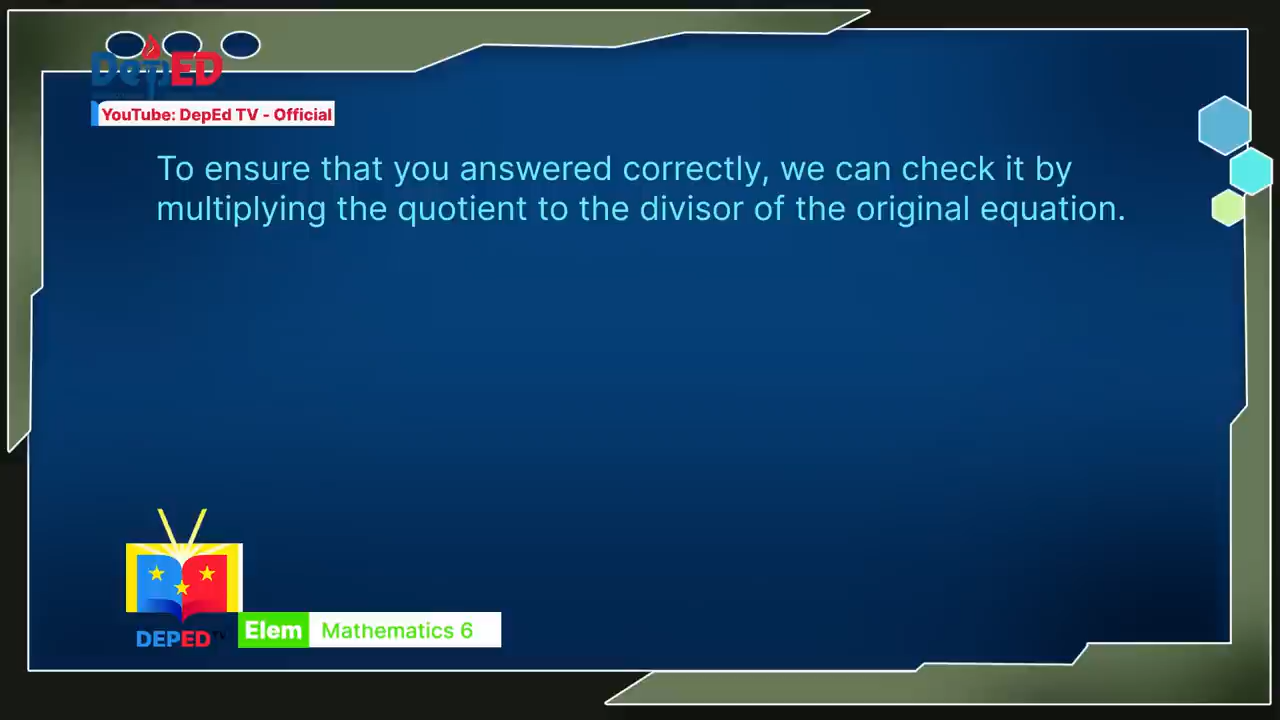 DepED
YouTube: DepEd TV - Official
To ensure that you answered correctly, we can check it by
multiplying the quotient to the divisor of the original equation.
DEPED TV
Elem Mathematics 6